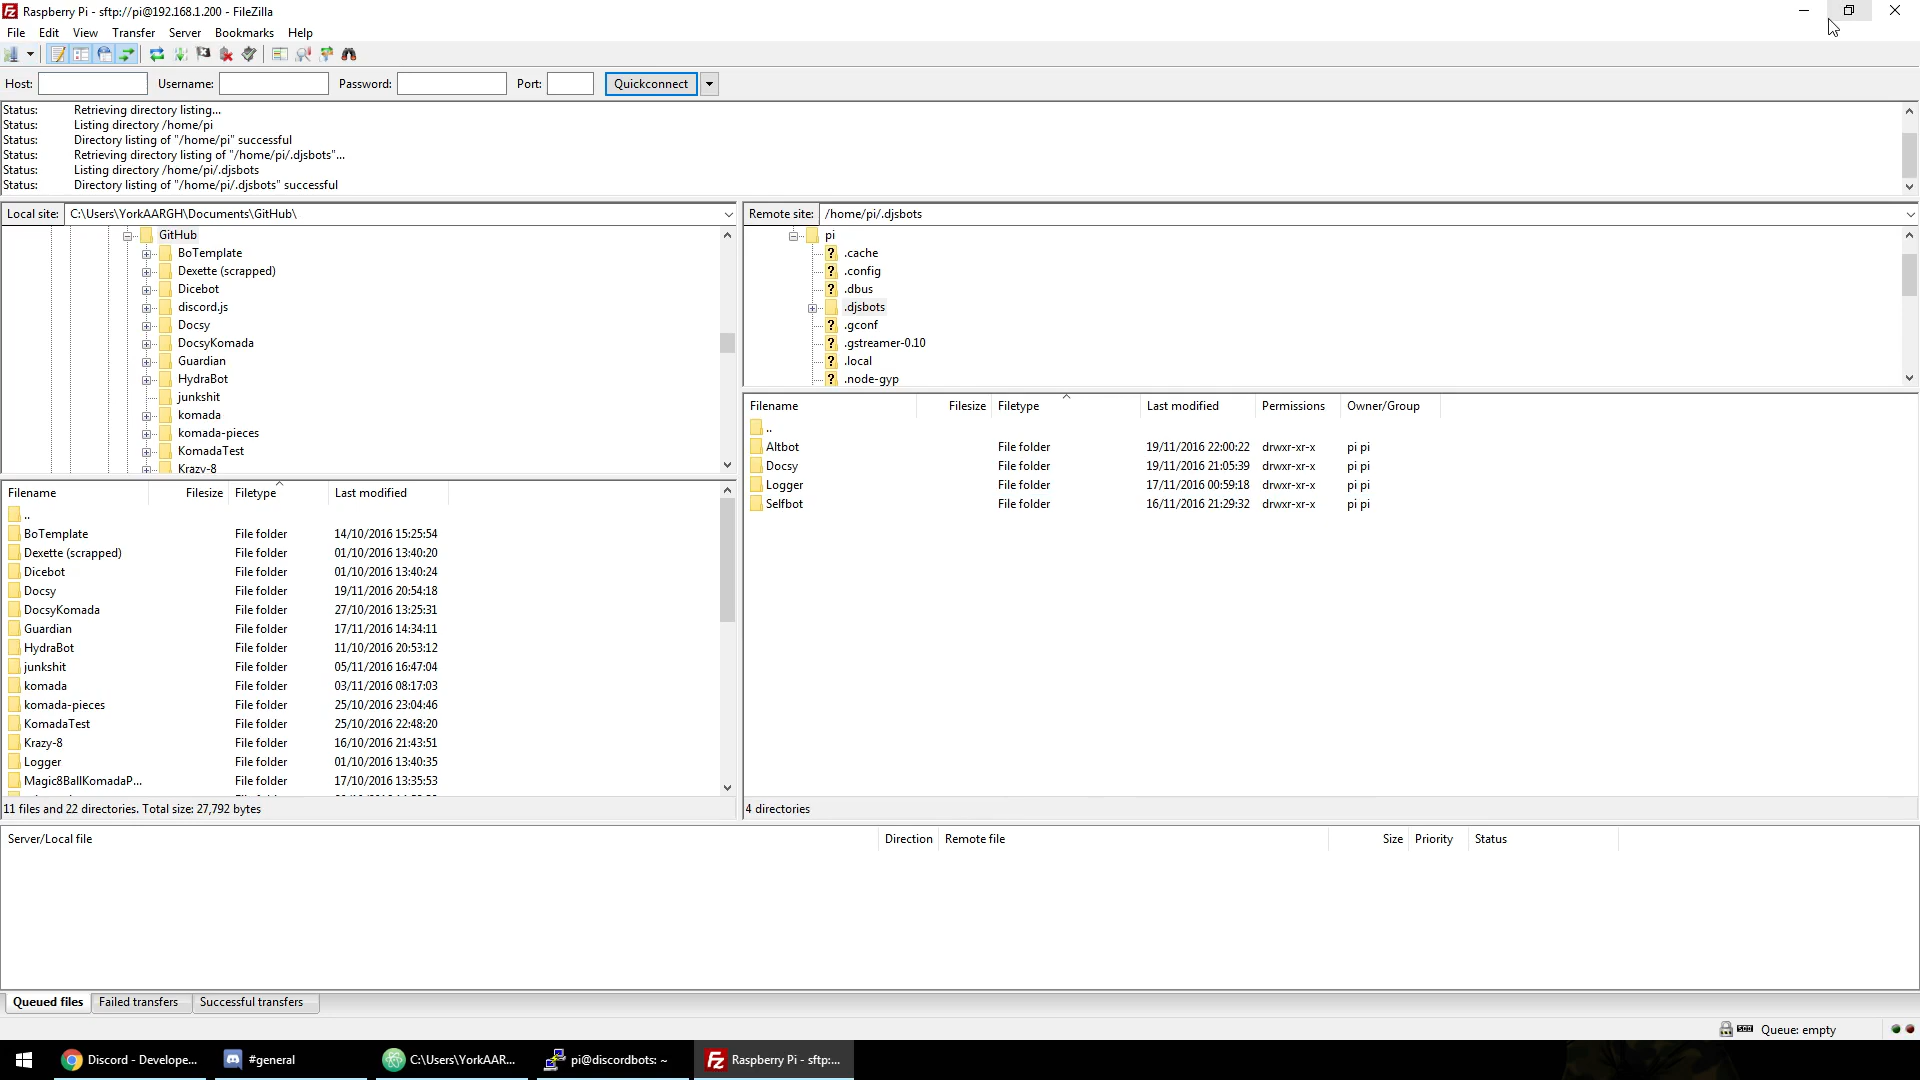 Raspberry Pi - sftp://pi@192.168.1.200 - FileZilla
File Edit View Transfer Server Bookmarks Help
Host: Username: Password: Port: Quickconnect
Status: Retrieving directory listing...
Status: Listing directory /home/pi
Status: Directory listing of "/home/pi" successful
Status: Retrieving directory listing of "/home/pi/.djsbots"...
Status: Listing directory /home/pi/.djsbots
Status: Directory listing of "/home/pi/.djsbots" successful
Local site: C:\Users\YorkAARGH\Documents\GitHub\
GitHub
BoTemplate
Dexette (scrapped)
Dicebot
discord.js
Docsy
DocsyKomada
Guardian
HydraBot
junkshit
komada
komada-pieces
KomadaTest
Krazy-8
Filename Filesize Filetype Last modified
..
BoTemplate File folder 14/10/2016 15:25:54
Dexette (scrapped) File folder 01/10/2016 13:40:20
Dicebot File folder 01/10/2016 13:40:24
Docsy File folder 19/11/2016 20:54:18
DocsyKomada File folder 27/10/2016 13:25:31
Guardian File folder 17/11/2016 14:34:11
HydraBot File folder 11/10/2016 20:53:12
junkshit File folder 05/11/2016 16:47:04
komada File folder 03/11/2016 08:17:03
komada-pieces File folder 25/10/2016 23:04:46
KomadaTest File folder 25/10/2016 22:48:20
Krazy-8 File folder 16/10/2016 21:43:51
Logger File folder 01/10/2016 13:40:35
Magic8BallKomadaP... File folder 17/10/2016 13:35:53
11 files and 22 directories. Total size: 27,792 bytes
Remote site: /home/pi/.djsbots
pi
.cache
.config
.dbus
.djsbots
.gconf
.gstreamer-0.10
.local
.node-gyp
Filename Filesize Filetype Last modified Permissions Owner/Group
..
Altbot File folder 19/11/2016 22:00:22 drwxr-xr-x pi pi
Docsy File folder 19/11/2016 21:05:39 drwxr-xr-x pi pi
Logger File folder 17/11/2016 00:59:18 drwxr-xr-x pi pi
Selfbot File folder 16/11/2016 21:29:32 drwxr-xr-x pi pi
4 directories
Server/Local file Direction Remote file Size Priority Status
Queued files Failed transfers Successful transfers
Queue: empty
Discord - Develope... #general C:\Users\YorkAAR... pi@discordbots: ~ Raspberry Pi - sftp:...